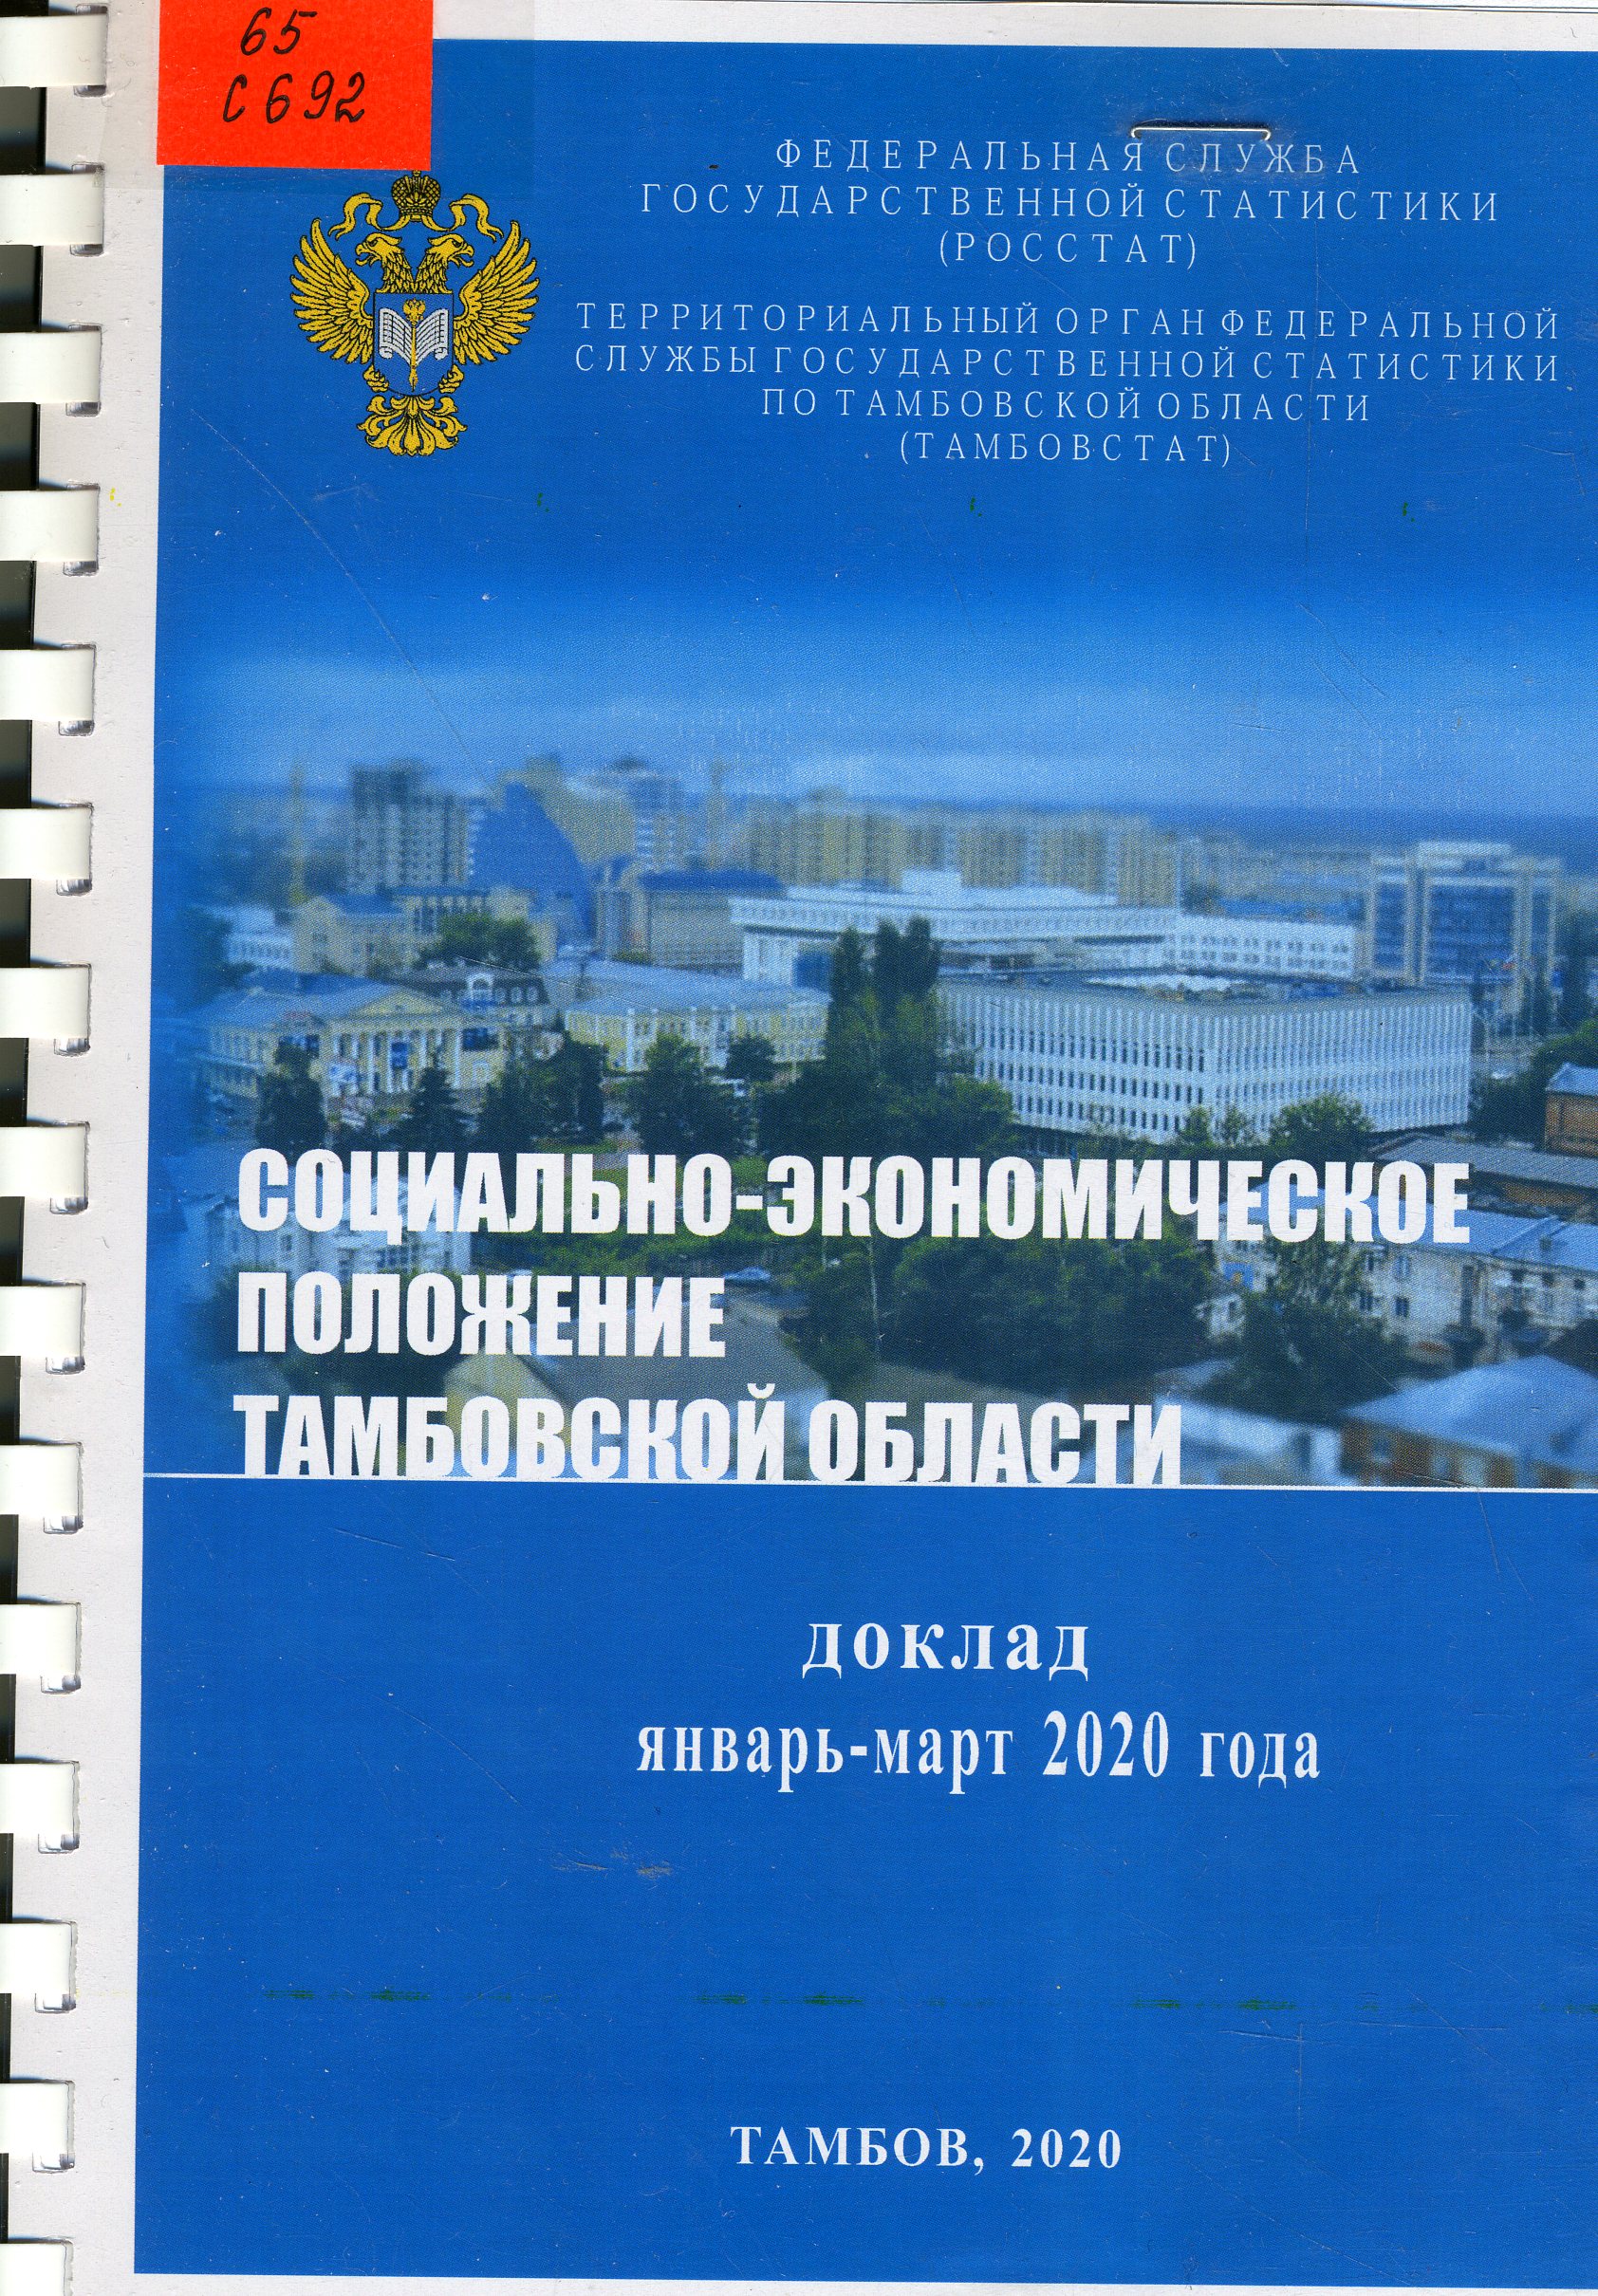 65
С692
ФЕДЕРАЛЬНАЯ СЛУЖБА
ГОСУДАРСТВЕННОЙ СТАТИСТИКИ
(РОССТАТ)
ТЕРРИТОРИАЛЬНЫЙ ОРГАН ФЕДЕРАЛЬНОЙ
СЛУЖБЫ ГОСУДАРСТВЕННОЙ СТАТИСТИКИ
ПО ТАМБОВСКОЙ ОБЛАСТИ
(ТАМБОВСТАТ)
СОЦИАЛЬНО-ЭКОНОМИЧЕСКОЕ
ПОЛОЖЕНИЕ
ТАМБОВСКОЙ ОБЛАСТИ
доклад
январь-март 2020 года
ТАМБОВ, 2020